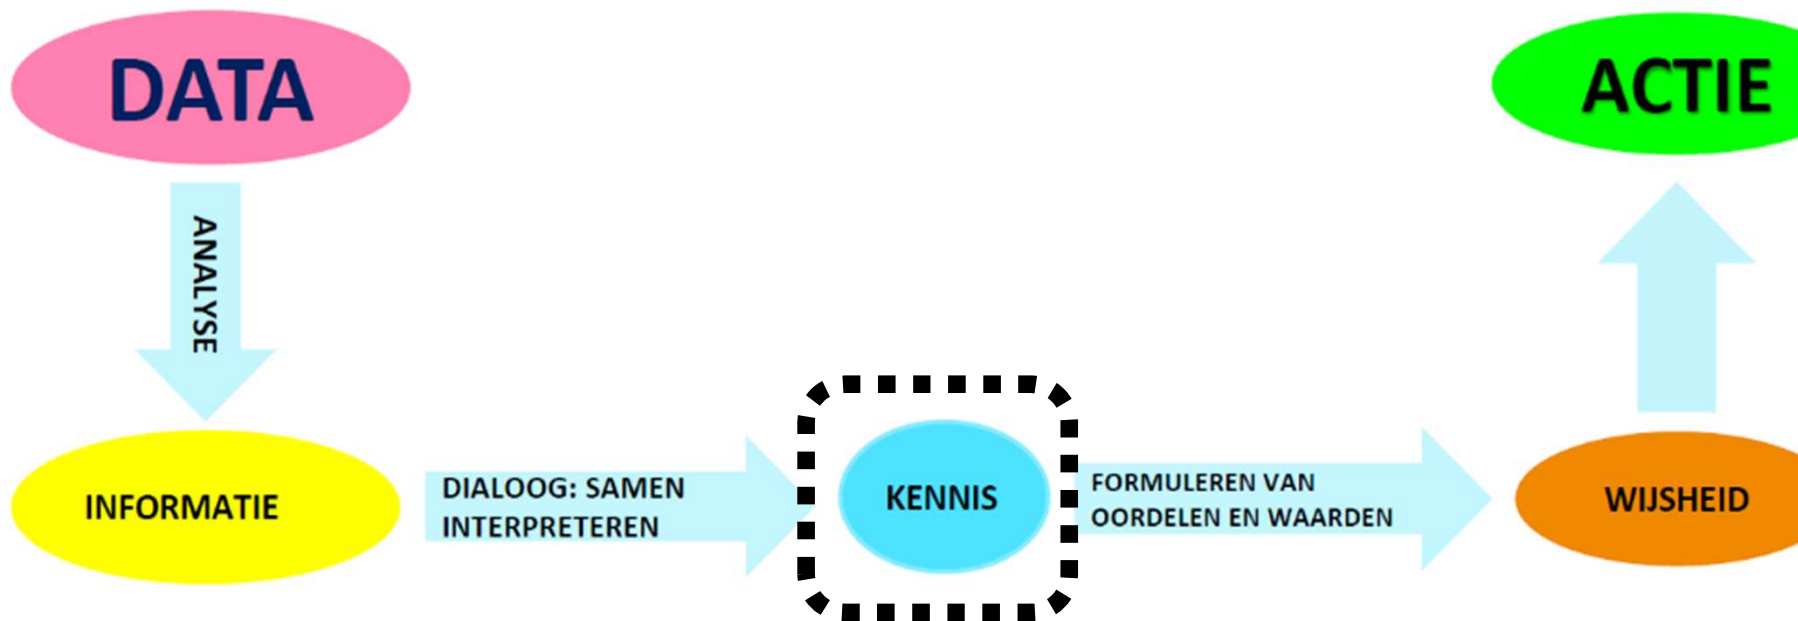 DATA
ACTIE
ANALYSE
INFORMATIE
DIALOOG: SAMEN
INTERPRETEREN
KENNIS
FORMULEREN VAN
OORDELEN EN WAARDEN
WIJSHEID